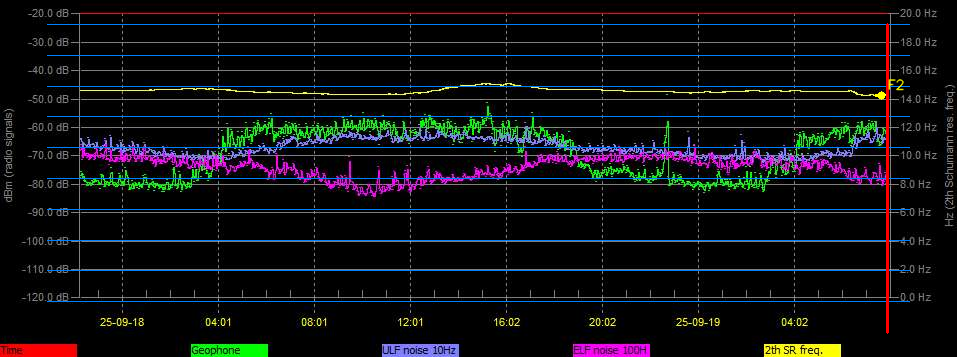 -20.0 dB 20.0 Hz
-30.0 dB 18.0 Hz
-40.0 dB 16.0 Hz
-50.0 dB 14.0 Hz
F2
-60.0 dB 12.0 Hz
-70.0 dB 10.0 Hz
-80.0 dB 8.0 Hz
-90.0 dB 6.0 Hz
-100.0 dB 4.0 Hz
-110.0 dB 2.0 Hz
-120.0 dB 0.0 Hz
dBm (radio signals)
Hz (2th Schumann res. freq.)
25-09-18 04:01 08:01 12:01 16:02 20:02 25-09-19 04:02
Time Geophone ULF noise 10Hz ELF noise 100H 2th SR freq.